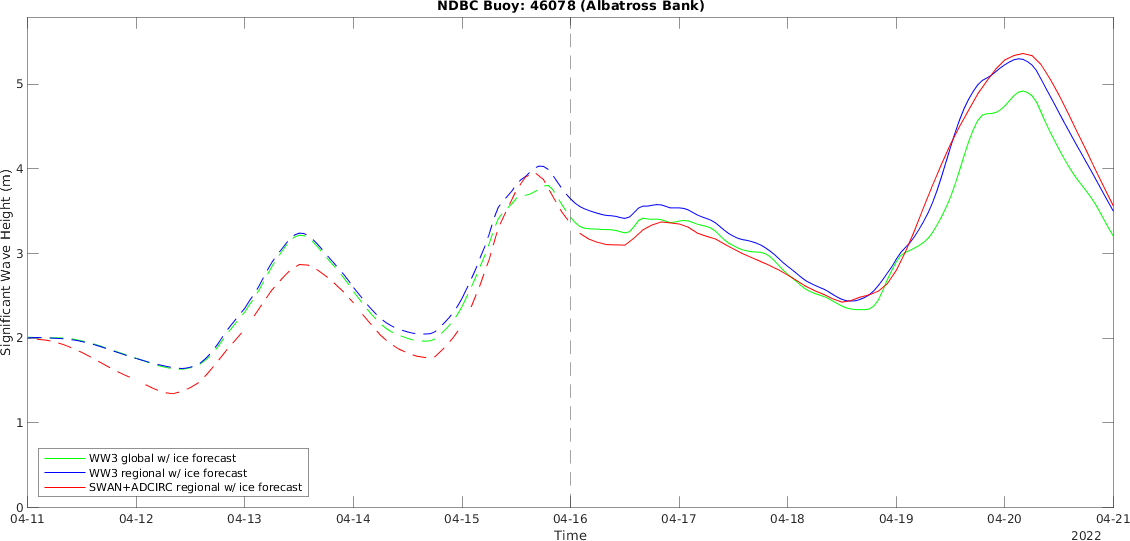 NDBC Buoy: 46078 (Albatross Bank)
Significant Wave Height (m)
5
4
3
2
1
0
WW3 global w/ ice forecast
WW3 regional w/ ice forecast
SWAN+ADCIRC regional w/ ice forecast
04-11 04-12 04-13 04-14 04-15 04-16 04-17 04-18 04-19 04-20 04-21
Time
2022